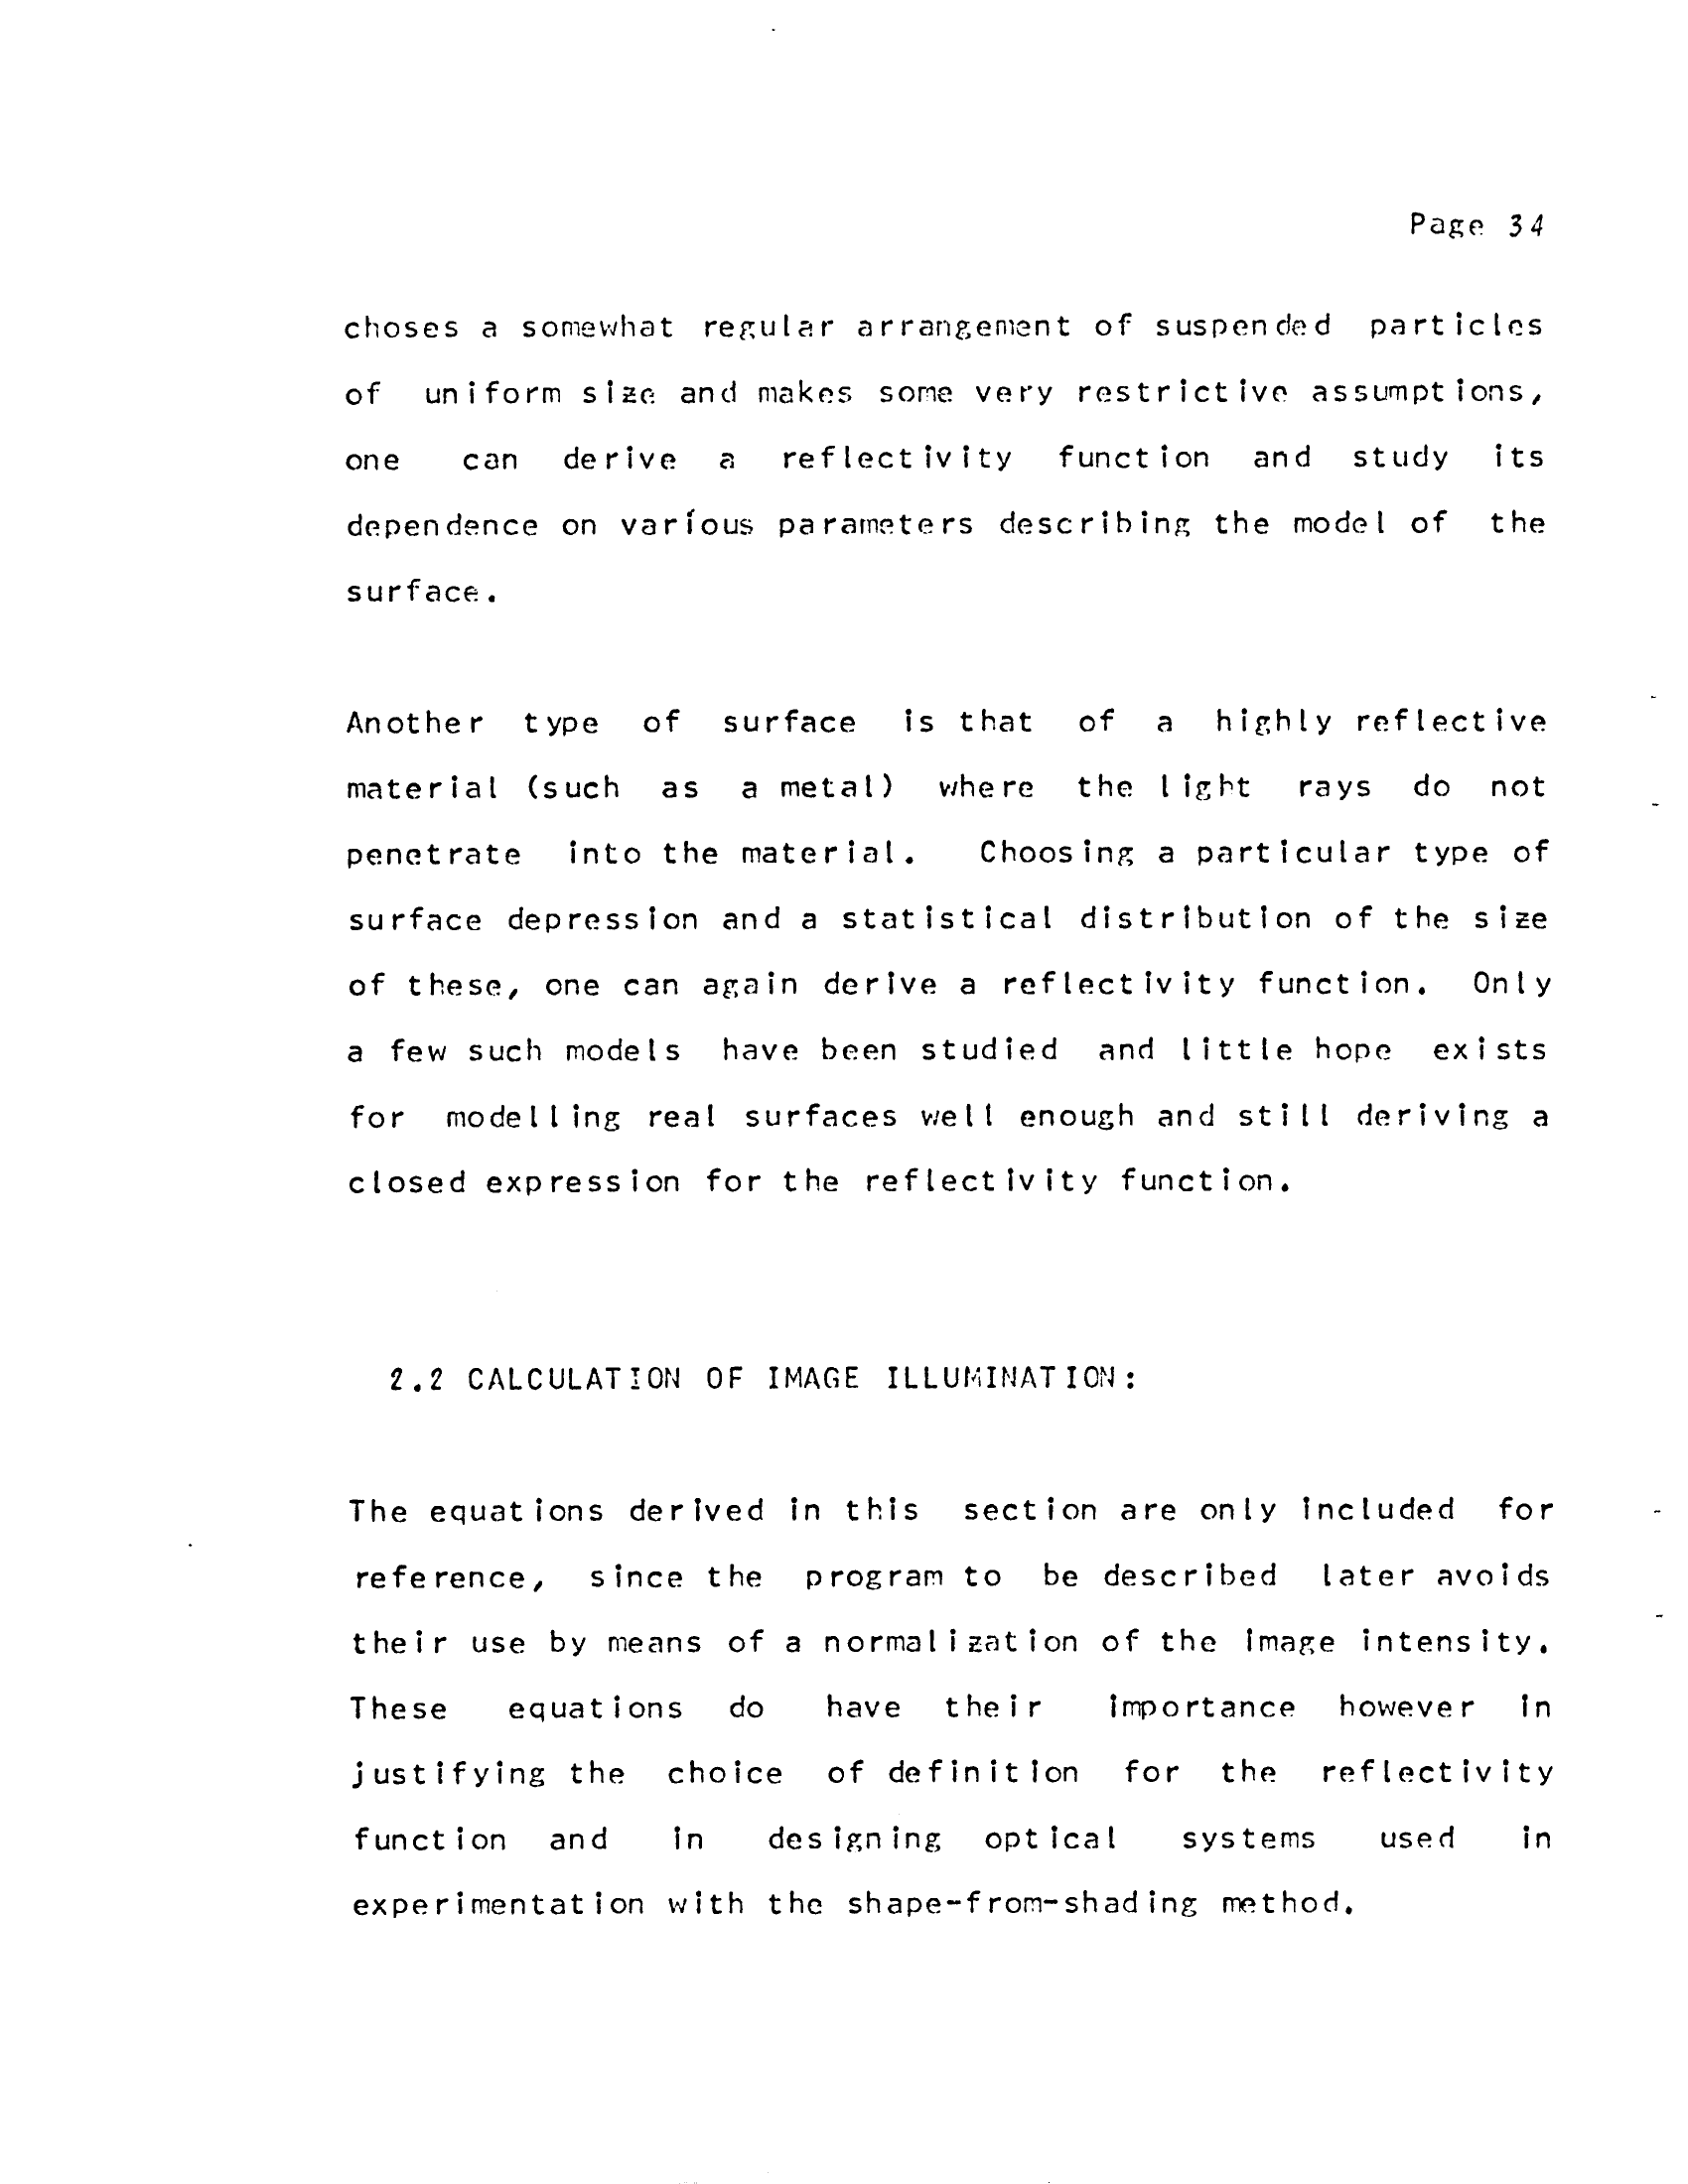 Page 34
choses a somewhat regular arrangement of suspended particles
of uniform size and makes some very restrictive assumptions,
one can derive a reflectivity function and study its
dependence on various parameters describing the model of the
surface.
Another type of surface is that of a highly reflective
material (such as a metal) where the light rays do not
penetrate into the material. Choosing a particular type of
surface depression and a statistical distribution of the size
of these, one can again derive a reflectivity function. Only
a few such models have been studied and little hope exists
for modelling real surfaces well enough and still deriving a
closed expression for the reflectivity function.
2.2 CALCULATION OF IMAGE ILLUMINATION:
The equations derived in this section are only included for
reference, since the program to be described later avoids
their use by means of a normalization of the image intensity.
These equations do have their importance however in
justifying the choice of definition for the reflectivity
function and in designing optical systems used in
experimentation with the shape-from-shading method.